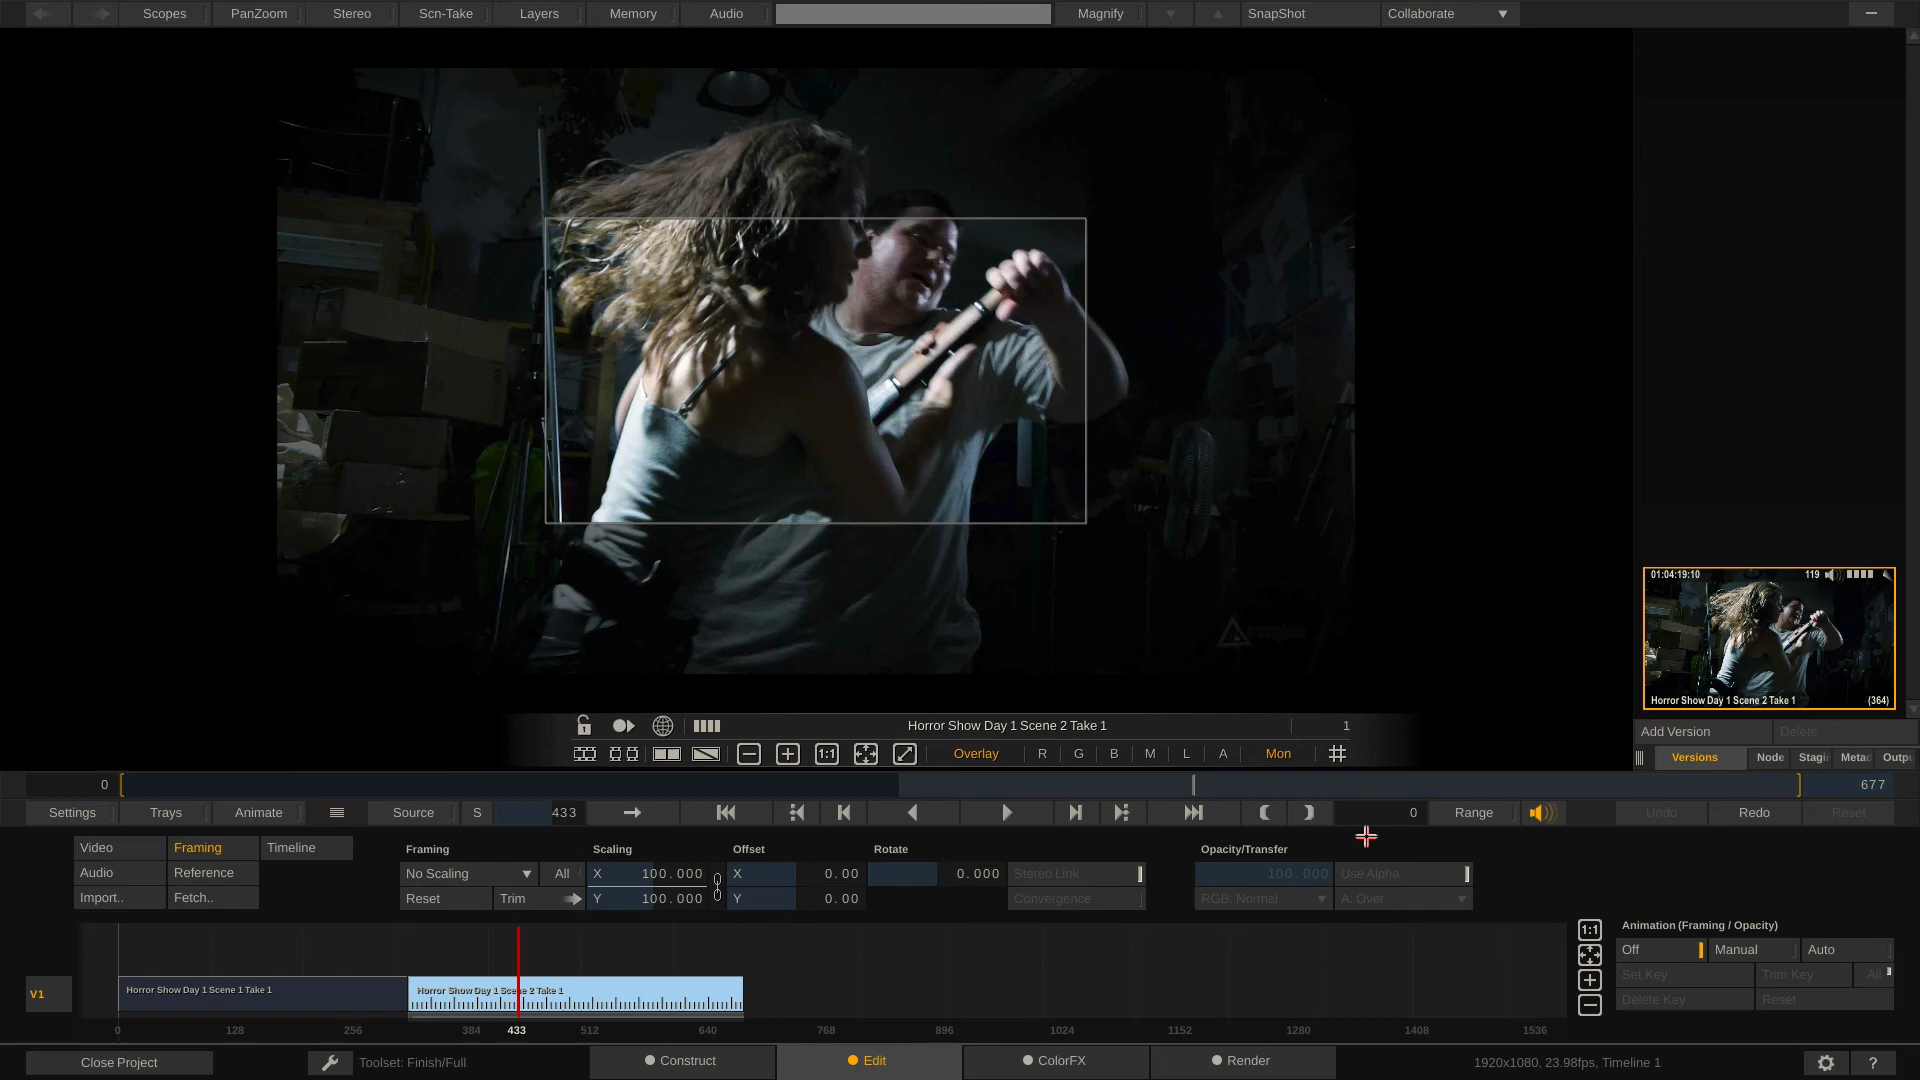 Scopes PanZoom Stereo Scn-Take Layers Memory Audio Magnify SnapShot Collaborate
01:04:19:10 119
Horror Show Day 1 Scene 2 Take 1 (364)
Horror Show Day 1 Scene 2 Take 1 1
Add Version Delete
1:1 Overlay R G B M L A Mon
Versions Node Stagi Metac Outpu
0 677
Settings Trays Animate Source S 433 0 Range Undo Redo Reset
Video Framing Timeline
Audio Reference
Import.. Fetch..
Framing Scaling Offset Rotate Opacity/Transfer
No Scaling All X 100.000 X 0.00 0.000 Stereo Link 100.000 Use Alpha
Reset Trim Y 100.000 Y 0.00 Convergence RGB: Normal A: Over
1:1 Animation (Framing / Opacity)
Off Manual Auto
Set Key Trim Key All
Delete Key Reset
V1 Horror Show Day 1 Scene 1 Take 1 Horror Show Day 1 Scene 2 Take 1
0 128 256 384 433 512 640 768 896 1024 1152 1280 1408 1536
Close Project Toolset: Finish/Full Construct Edit ColorFX Render 1920x1080, 23.98fps, Timeline 1 ?